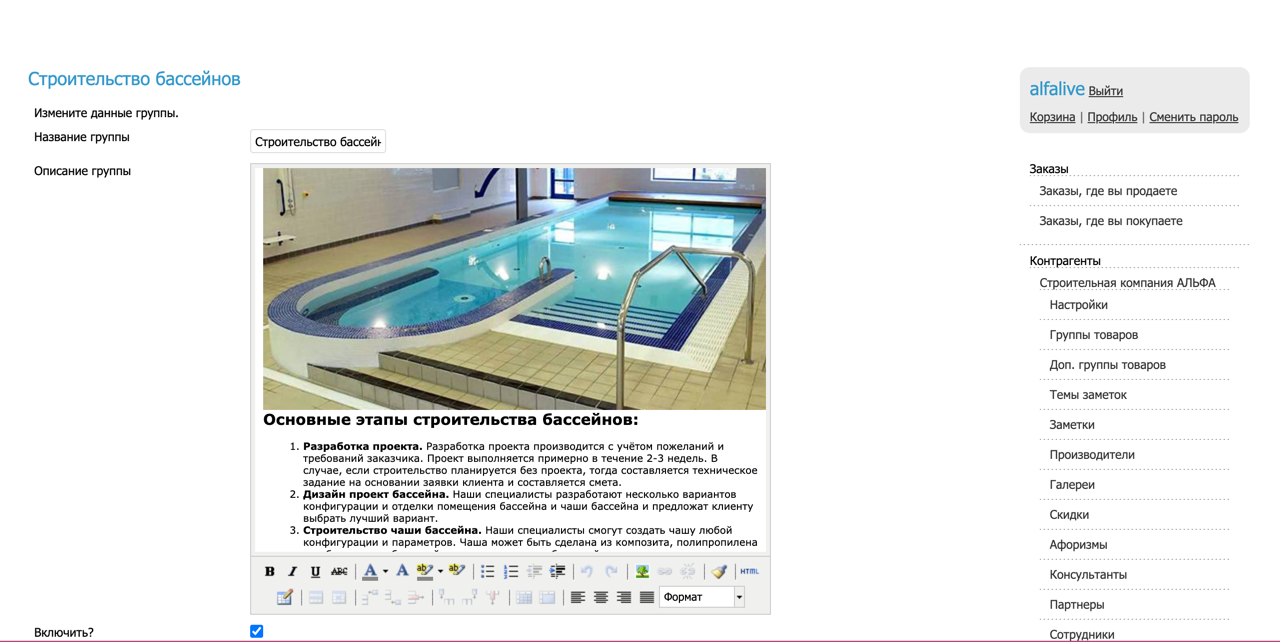 Строительство бассейнов
Измените данные группы.
Название группы
Строительство бассейн
Описание группы
Основные этапы строительства бассейнов:
1. Разработка проекта. Разработка проекта производится с учётом пожеланий и
требований заказчика. Проект выполняется примерно в течение 2-3 недель. В
случае, если строительство планируется без проекта, тогда составляется техническое
задание на основании заявки клиента и составляется смета.
2. Дизайн проект бассейна. Наши специалисты разработают несколько вариантов
конфигурации и отделки помещения бассейна и чаши бассейна и предложат клиенту
выбрать лучший вариант.
3. Строительство чаши бассейна. Наши специалисты смогут создать чашу любой
конфигурации и параметров. Чаша может быть сделана из композита, полипропилена
B I U ABC A A ab ab HTML
Формат
Включить?
alfalive Выйти
Корзина | Профиль | Сменить пароль
Заказы
Заказы, где вы продаете
Заказы, где вы покупаете
Контрагенты
Строительная компания АЛЬФА
Настройки
Группы товаров
Доп. группы товаров
Темы заметок
Заметки
Производители
Галереи
Скидки
Афоризмы
Консультанты
Партнеры
Сотрудники